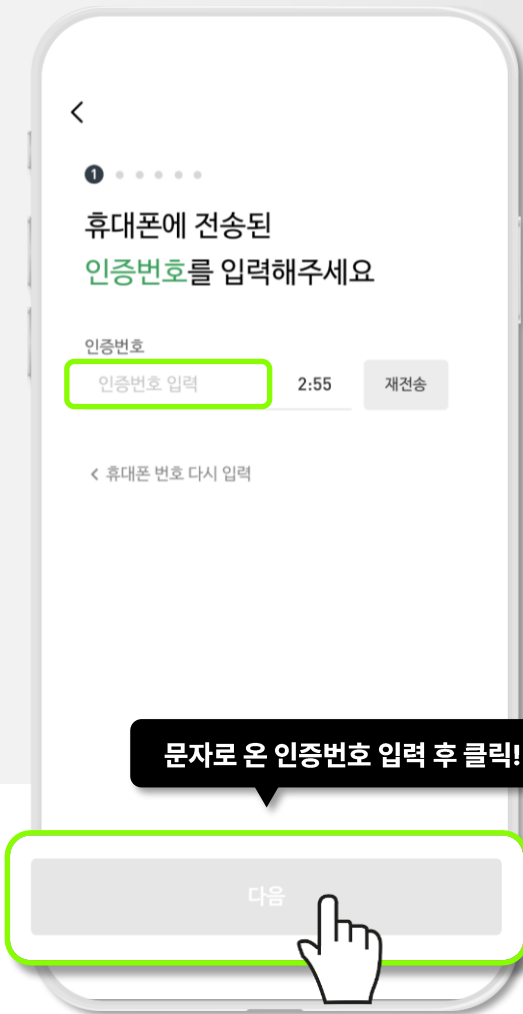 1
휴대폰에 전송된
인증번호를 입력해주세요
인증번호
인증번호 입력 2:55 재전송
< 휴대폰 번호 다시 입력
문자로 온 인증번호 입력 후 클릭!
다음